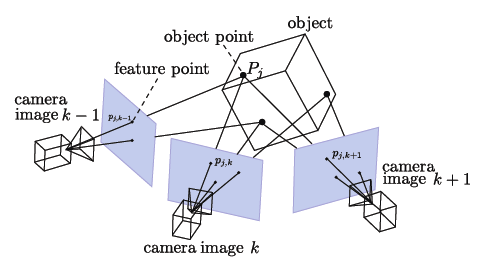 object
object point
P_j
feature point
camera
image k − 1
p_{j,k−1}
p_{j,k}
p_{j,k+1}
camera
image k + 1
camera image k